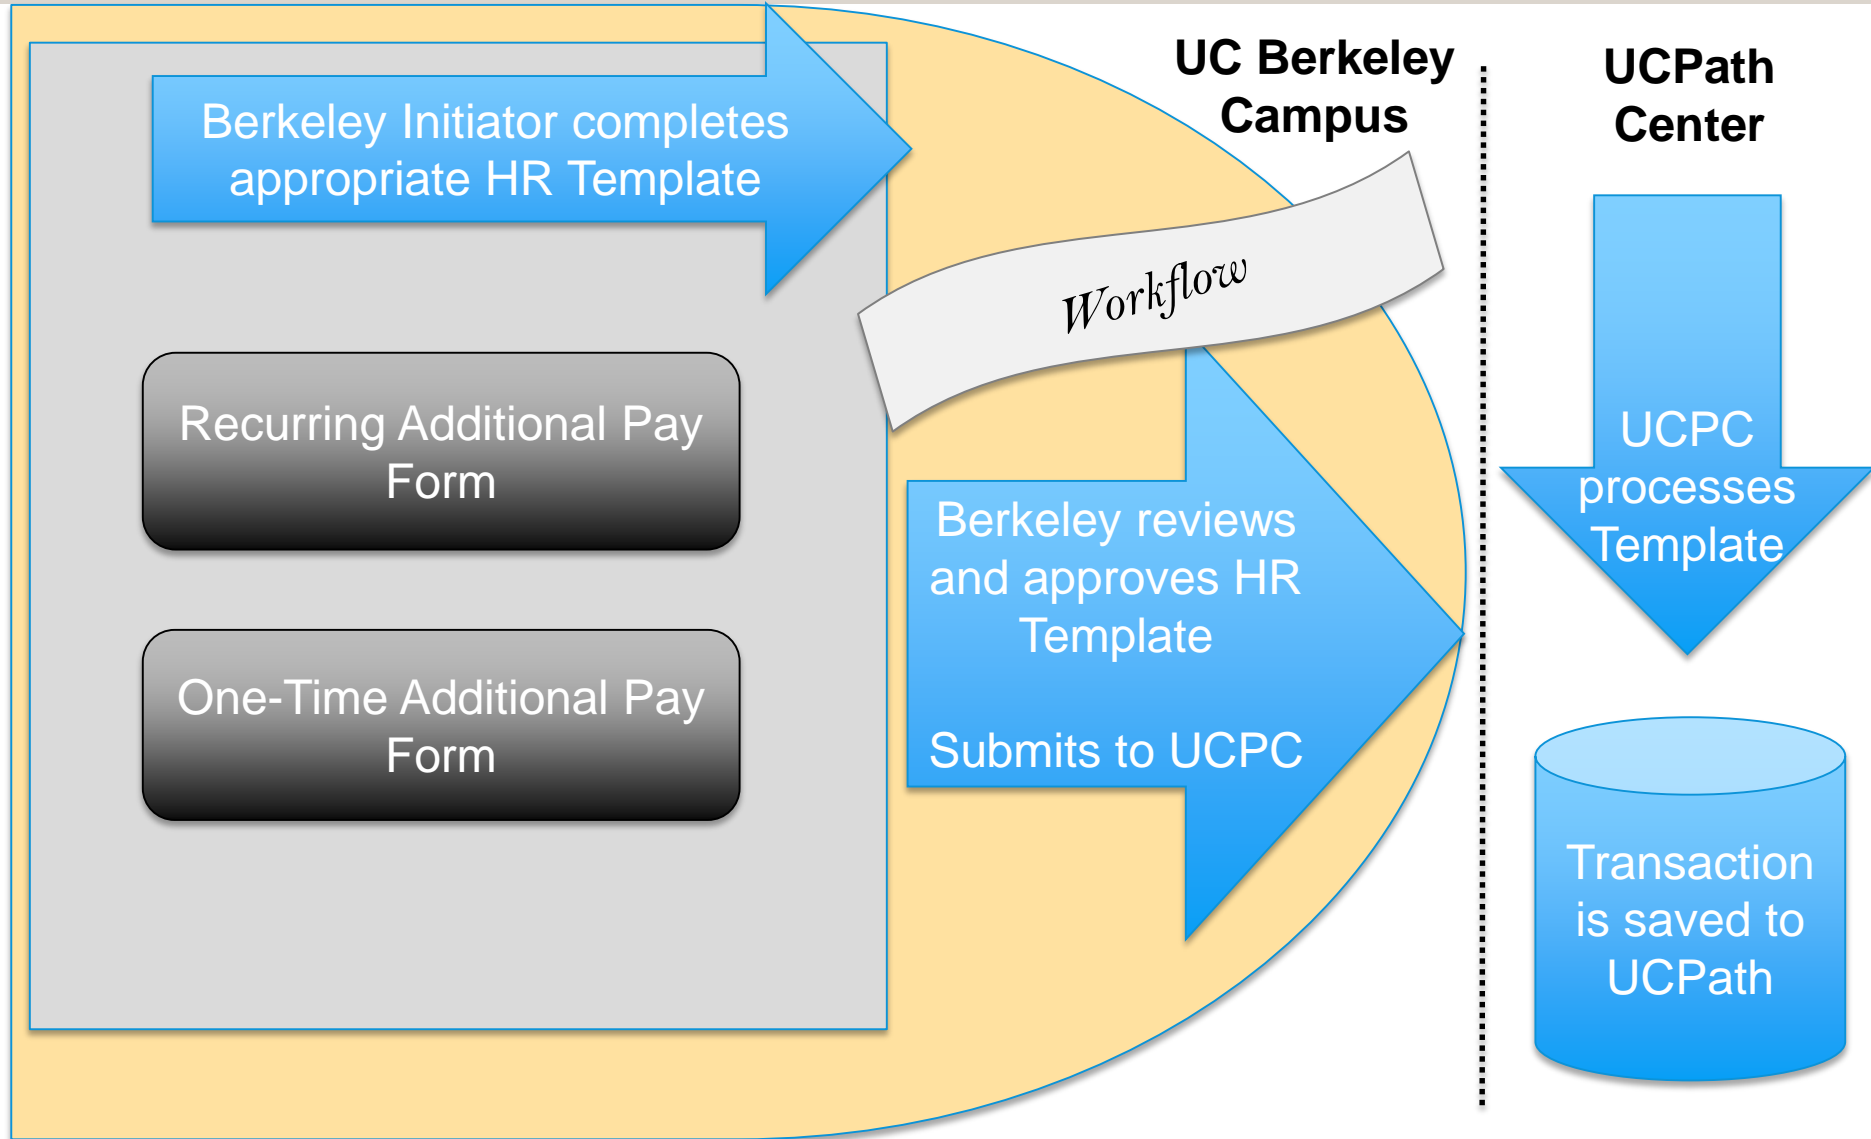 Berkeley Initiator completes
appropriate HR Template
Recurring Additional Pay
Form
One-Time Additional Pay
Form
UC Berkeley
Campus
Workflow
Berkeley reviews
and approves HR
Template
Submits to UCPC
UCPath
Center
UCPC
processes
Template
Transaction
is saved to
UCPath